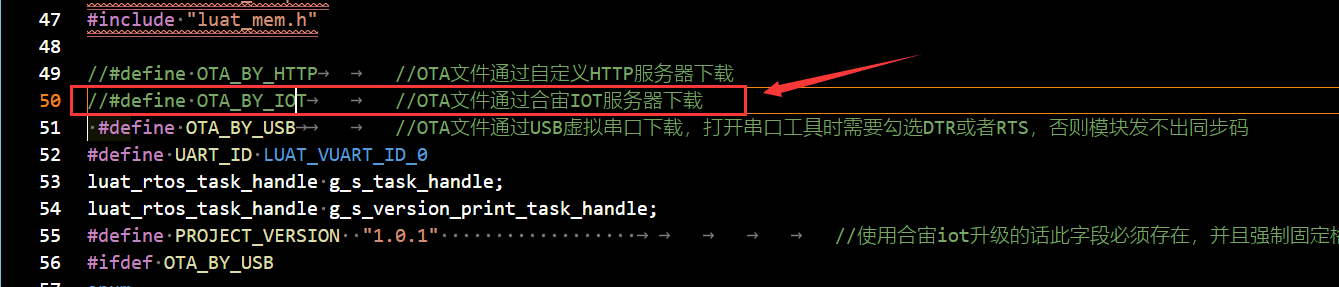 47 #include "luat_mem.h"
48
49 //#define OTA_BY_HTTP //OTA文件通过自定义HTTP服务器下载
50 //#define OTA_BY_IOT //OTA文件通过合宙IOT服务器下载
51 #define OTA_BY_USB //OTA文件通过USB虚拟串口下载，打开串口工具时需要勾选DTR或者RTS，否则模块发不出同步码
52 #define UART_ID LUAT_VUART_ID_0
53 luat_rtos_task_handle g_s_task_handle;
54 luat_rtos_task_handle g_s_version_print_task_handle;
55 #define PROJECT_VERSION "1.0.1" //使用合宙iot升级的话此字段必须存在，并且强制固定格
56 #ifdef OTA_BY_USB